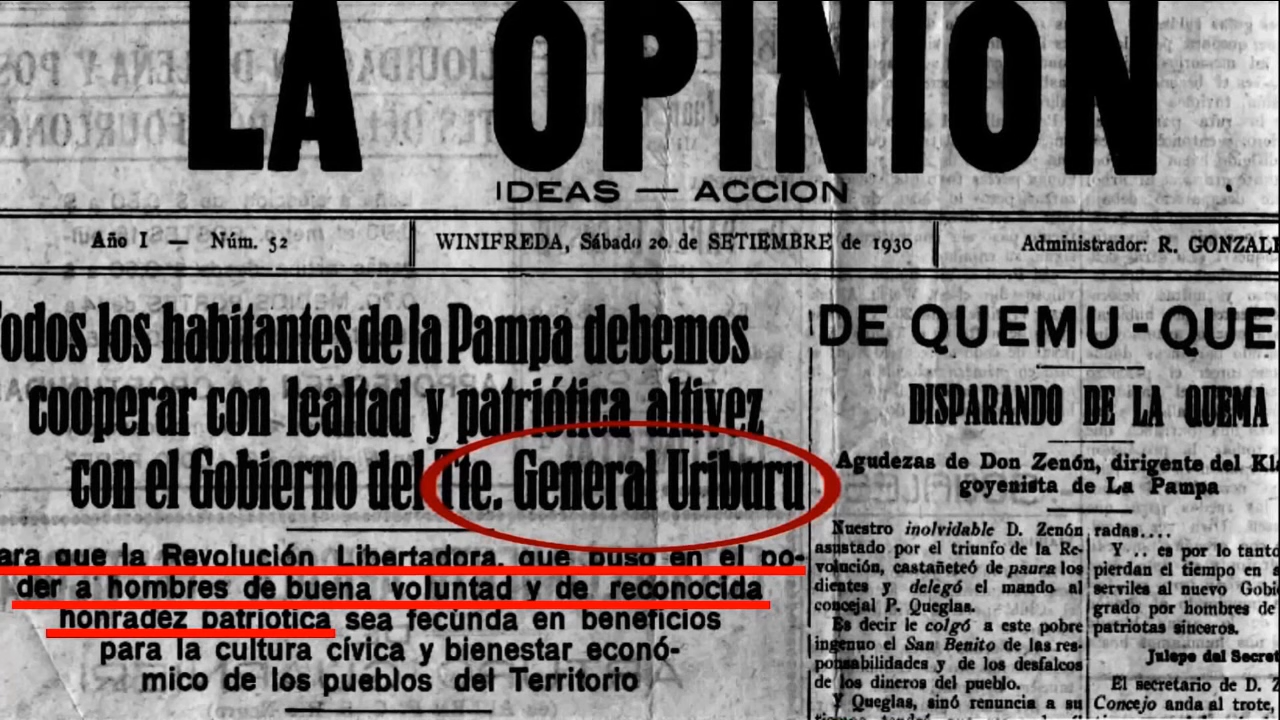 LA OPINION
IDEAS — ACCION
Año I — Núm. 52
WINIFREDA, Sábado 20 de SETIEMBRE de 1930
Administrador: R. GONZAL
odos los habitantes de la Pampa debemos
cooperar con lealtad y patriótica altivez
con el Gobierno del Tte. General Uriburu
ara que la Revolución Libertadora, que puso en el po-
der a hombres de buena voluntad y de reconocida
honradez patriotica sea fecunda en beneficios
para la cultura cívica y bienestar econó-
mico de los pueblos del Territorio
DE QUEMU-QUE
DISPARANDO DE LA QUEMA
Agudezas de Don Zenón, dirigente del Kl
goyenista de La Pampa
Nuestro inolvidable D. Zenón
asustado por el triunfo de la Re-
volución, castañeteó de paura los
dientes y delegó el mando al
concejal P. Queglas.
Es decir le colgó a este pobre
ingenuo el San Benito de las res-
ponsabilidades y de los desfalcos
de los dineros del pueblo.
Y Queglas, sinó renuncia a su
radas....
Y .. es por lo tanto
pierdan el tiempo en s
serviles al nuevo Gobi
grado por hombres de
patriotas sinceros.
Julepe del Secret
El secretario de D. Z
Concejo anda al trote,